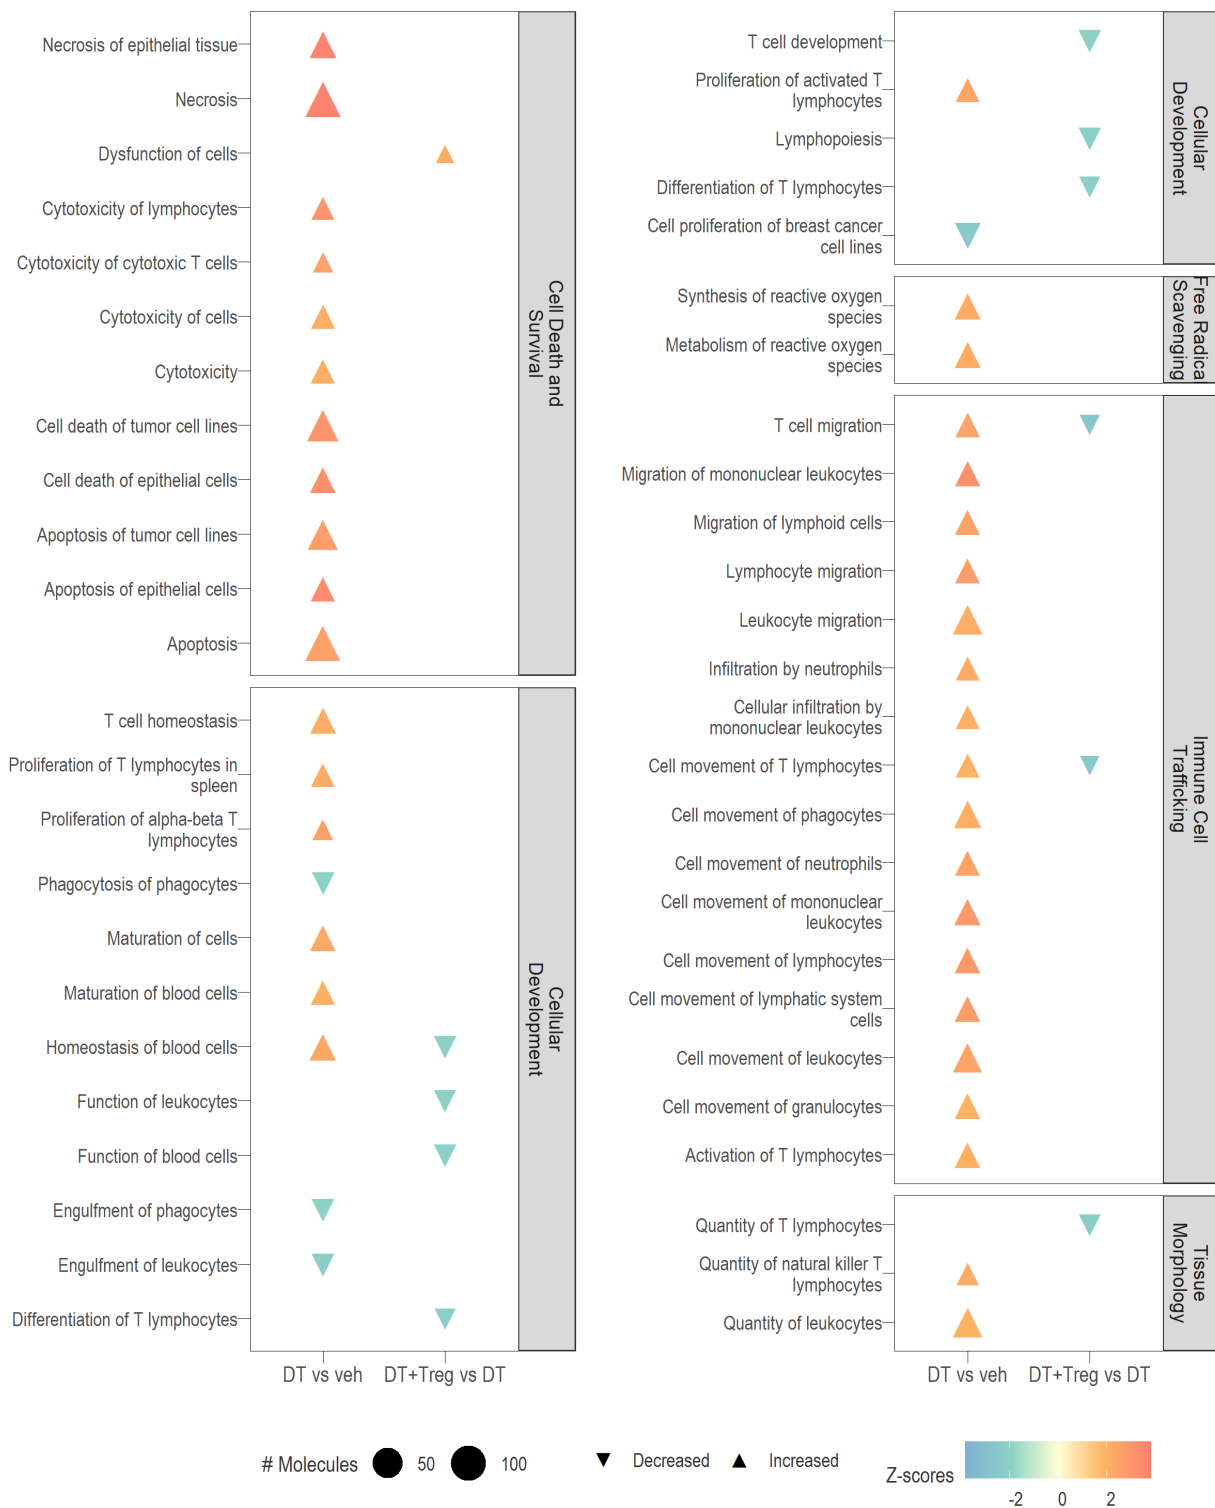 Necrosis of epithelial tissue
Necrosis
Dysfunction of cells
Cytotoxicity of lymphocytes
Cytotoxicity of cytotoxic T cells
Cytotoxicity of cells
Cytotoxicity
Cell death of tumor cell lines
Cell death of epithelial cells
Apoptosis of tumor cell lines
Apoptosis of epithelial cells
Apoptosis
Cell Death and
Survival
T cell homeostasis
Proliferation of T lymphocytes in
spleen
Proliferation of alpha-beta T
lymphocytes
Phagocytosis of phagocytes
Maturation of cells
Maturation of blood cells
Homeostasis of blood cells
Function of leukocytes
Function of blood cells
Engulfment of phagocytes
Engulfment of leukocytes
Differentiation of T lymphocytes
Cellular
Development
DT vs veh
DT+Treg vs DT
T cell development
Proliferation of activated T
lymphocytes
Lymphopoiesis
Differentiation of T lymphocytes
Cell proliferation of breast cancer
cell lines
Cellular
Development
Synthesis of reactive oxygen
species
Metabolism of reactive oxygen
species
Free Radical
Scavenging
T cell migration
Migration of mononuclear leukocytes
Migration of lymphoid cells
Lymphocyte migration
Leukocyte migration
Infiltration by neutrophils
Cellular infiltration by
mononuclear leukocytes
Cell movement of T lymphocytes
Cell movement of phagocytes
Cell movement of neutrophils
Cell movement of mononuclear
leukocytes
Cell movement of lymphocytes
Cell movement of lymphatic system
cells
Cell movement of leukocytes
Cell movement of granulocytes
Activation of T lymphocytes
Immune Cell
Trafficking
Quantity of T lymphocytes
Quantity of natural killer T
lymphocytes
Quantity of leukocytes
Tissue
Morphology
DT vs veh
DT+Treg vs DT
# Molecules 50 100
Decreased Increased
Z-scores
-2 0 2